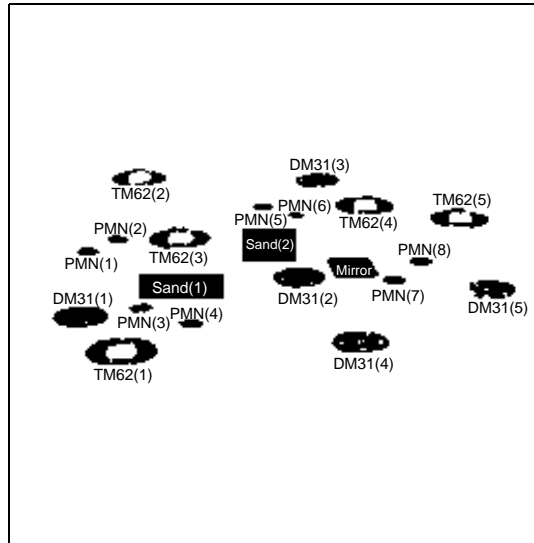 DM31(3)
TM62(2)
TM62(5)
PMN(6)
PMN(5)
TM62(4)
PMN(2)
Sand(2)
PMN(8)
PMN(1)
TM62(3)
Mirror
Sand(1)
DM31(2)
PMN(7)
DM31(1)
DM31(5)
PMN(3)
PMN(4)
DM31(4)
TM62(1)